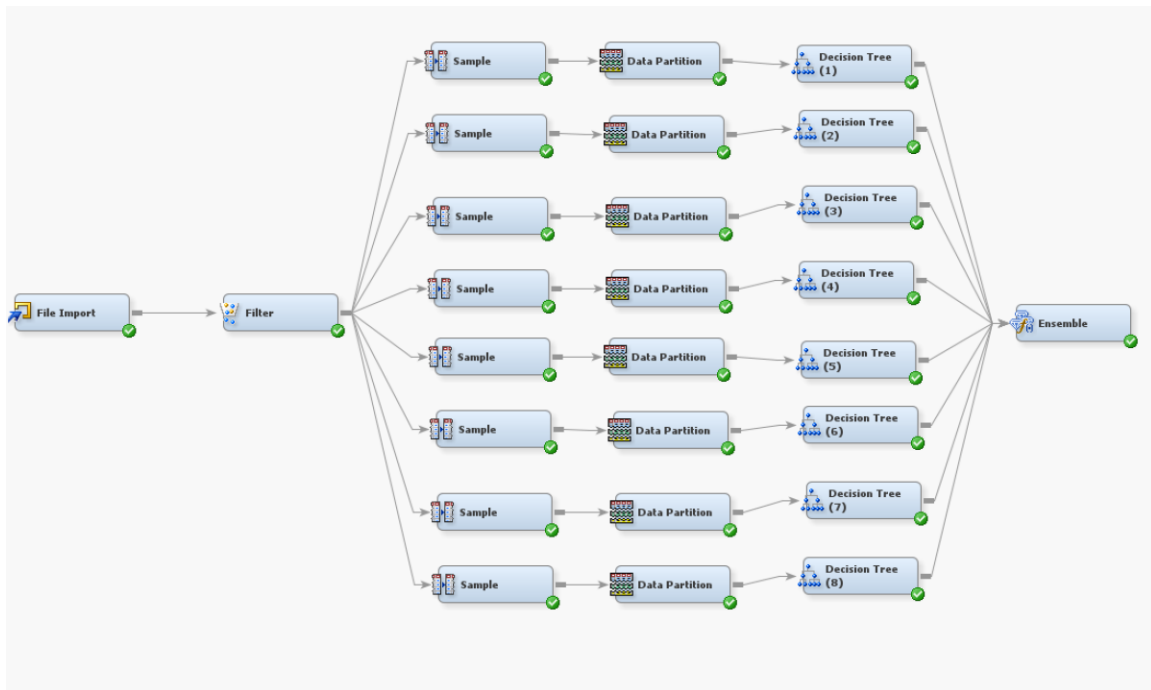 Sample
Data Partition
Decision Tree
(1)
Sample
Data Partition
Decision Tree
(2)
Sample
Data Partition
Decision Tree
(3)
Sample
Data Partition
Decision Tree
(4)
File Import
Filter
Ensemble
Sample
Data Partition
Decision Tree
(5)
Sample
Data Partition
Decision Tree
(6)
Sample
Data Partition
Decision Tree
(7)
Sample
Data Partition
Decision Tree
(8)